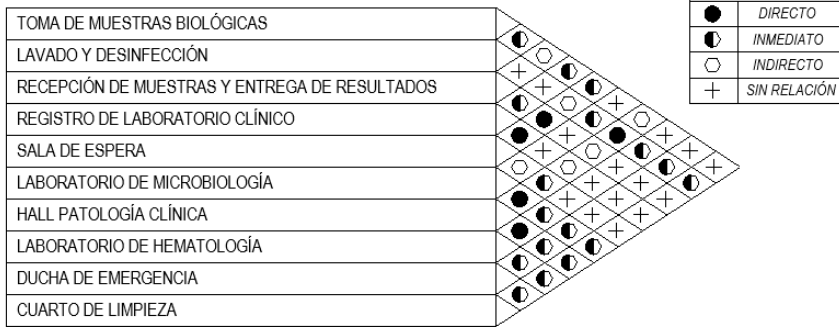 TOMA DE MUESTRAS BIOLÓGICAS
LAVADO Y DESINFECCIÓN
RECEPCIÓN DE MUESTRAS Y ENTREGA DE RESULTADOS
REGISTRO DE LABORATORIO CLÍNICO
SALA DE ESPERA
LABORATORIO DE MICROBIOLOGÍA
HALL PATOLOGÍA CLÍNICA
LABORATORIO DE HEMATOLOGÍA
DUCHA DE EMERGENCIA
CUARTO DE LIMPIEZA
DIRECTO
INMEDIATO
INDIRECTO
SIN RELACIÓN